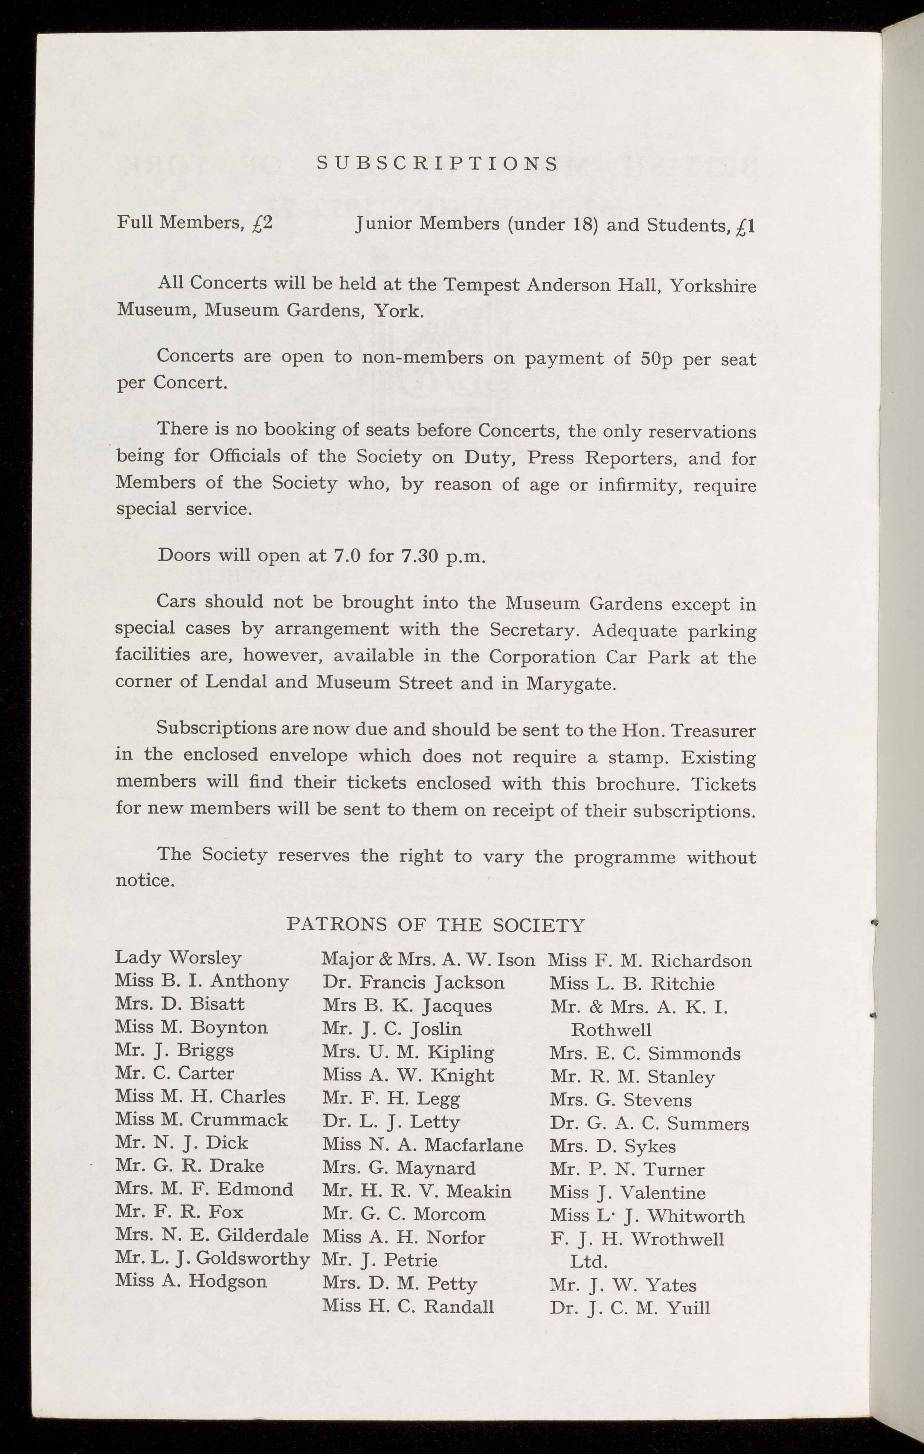 SUBSCRIPTIONS
Full Members, £2 Junior Members (under 18) and Students, £1
All Concerts will be held at the Tempest Anderson Hall, Yorkshire
Museum, Museum Gardens, York.
Concerts are open to non-members on payment of 50p per seat
per Concert.
There is no booking of seats before Concerts, the only reservations
being for Officials of the Society on Duty, Press Reporters, and for
Members of the Society who, by reason of age or infirmity, require
special service.
Doors will open at 7.0 for 7.30 p.m.
Cars should not be brought into the Museum Gardens except in
special cases by arrangement with the Secretary. Adequate parking
facilities are, however, available in the Corporation Car Park at the
corner of Lendal and Museum Street and in Marygate.
Subscriptions are now due and should be sent to the Hon. Treasurer
in the enclosed envelope which does not require a stamp. Existing
members will find their tickets enclosed with this brochure. Tickets
for new members will be sent to them on receipt of their subscriptions.
The Society reserves the right to vary the programme without
notice.
PATRONS OF THE SOCIETY
Lady Worsley
Miss B. I. Anthony
Mrs. D. Bisatt
Miss M. Boynton
Mr. J. Briggs
Mr. C. Carter
Miss M. H. Charles
Miss M. Crummack
Mr. N. J. Dick
Mr. G. R. Drake
Mrs. M. F. Edmond
Mr. F. R. Fox
Mrs. N. E. Gilderdale
Mr. L. J. Goldsworthy
Miss A. Hodgson
Major & Mrs. A. W. Ison
Dr. Francis Jackson
Mrs B. K. Jacques
Mr. J. C. Joslin
Mrs. U. M. Kipling
Miss A. W. Knight
Mr. F. H. Legg
Dr. L. J. Letty
Miss N. A. Macfarlane
Mrs. G. Maynard
Mr. H. R. V. Meakin
Mr. G. C. Morcom
Miss A. H. Norfor
Mr. J. Petrie
Mrs. D. M. Petty
Miss H. C. Randall
Miss F. M. Richardson
Miss L. B. Ritchie
Mr. & Mrs. A. K. I.
Rothwell
Mrs. E. C. Simmonds
Mr. R. M. Stanley
Mrs. G. Stevens
Dr. G. A. C. Summers
Mrs. D. Sykes
Mr. P. N. Turner
Miss J. Valentine
Miss L· J. Whitworth
F. J. H. Wrothwell
Ltd.
Mr. J. W. Yates
Dr. J. C. M. Yuill